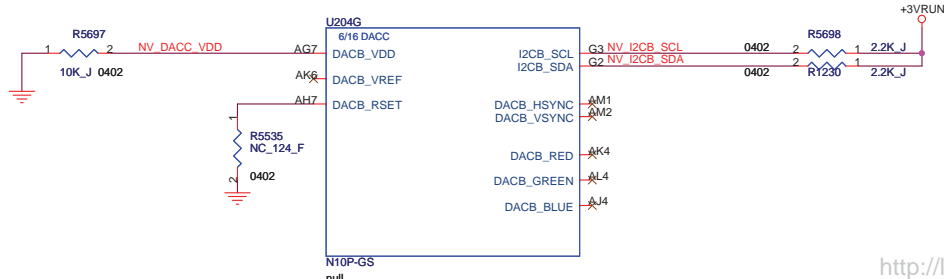 +3VRUN
U204G
6/16 DACC
R5697
1 2 NV_DACC_VDD AG7 DACB_VDD
10K_J 0402
I2CB_SCL G3 NV_I2CB_SCL 0402 2 R5698 1 2.2K_J
I2CB_SDA G2 NV_I2CB_SDA 0402 2 R1230 1 2.2K_J
AK6 DACB_VREF
AH7 DACB_RSET
DACB_HSYNC AM1
DACB_VSYNC AM2
1
R5535
NC_124_F
2 0402
DACB_RED AK4
DACB_GREEN AL4
DACB_BLUE AJ4
N10P-GS
null
http://